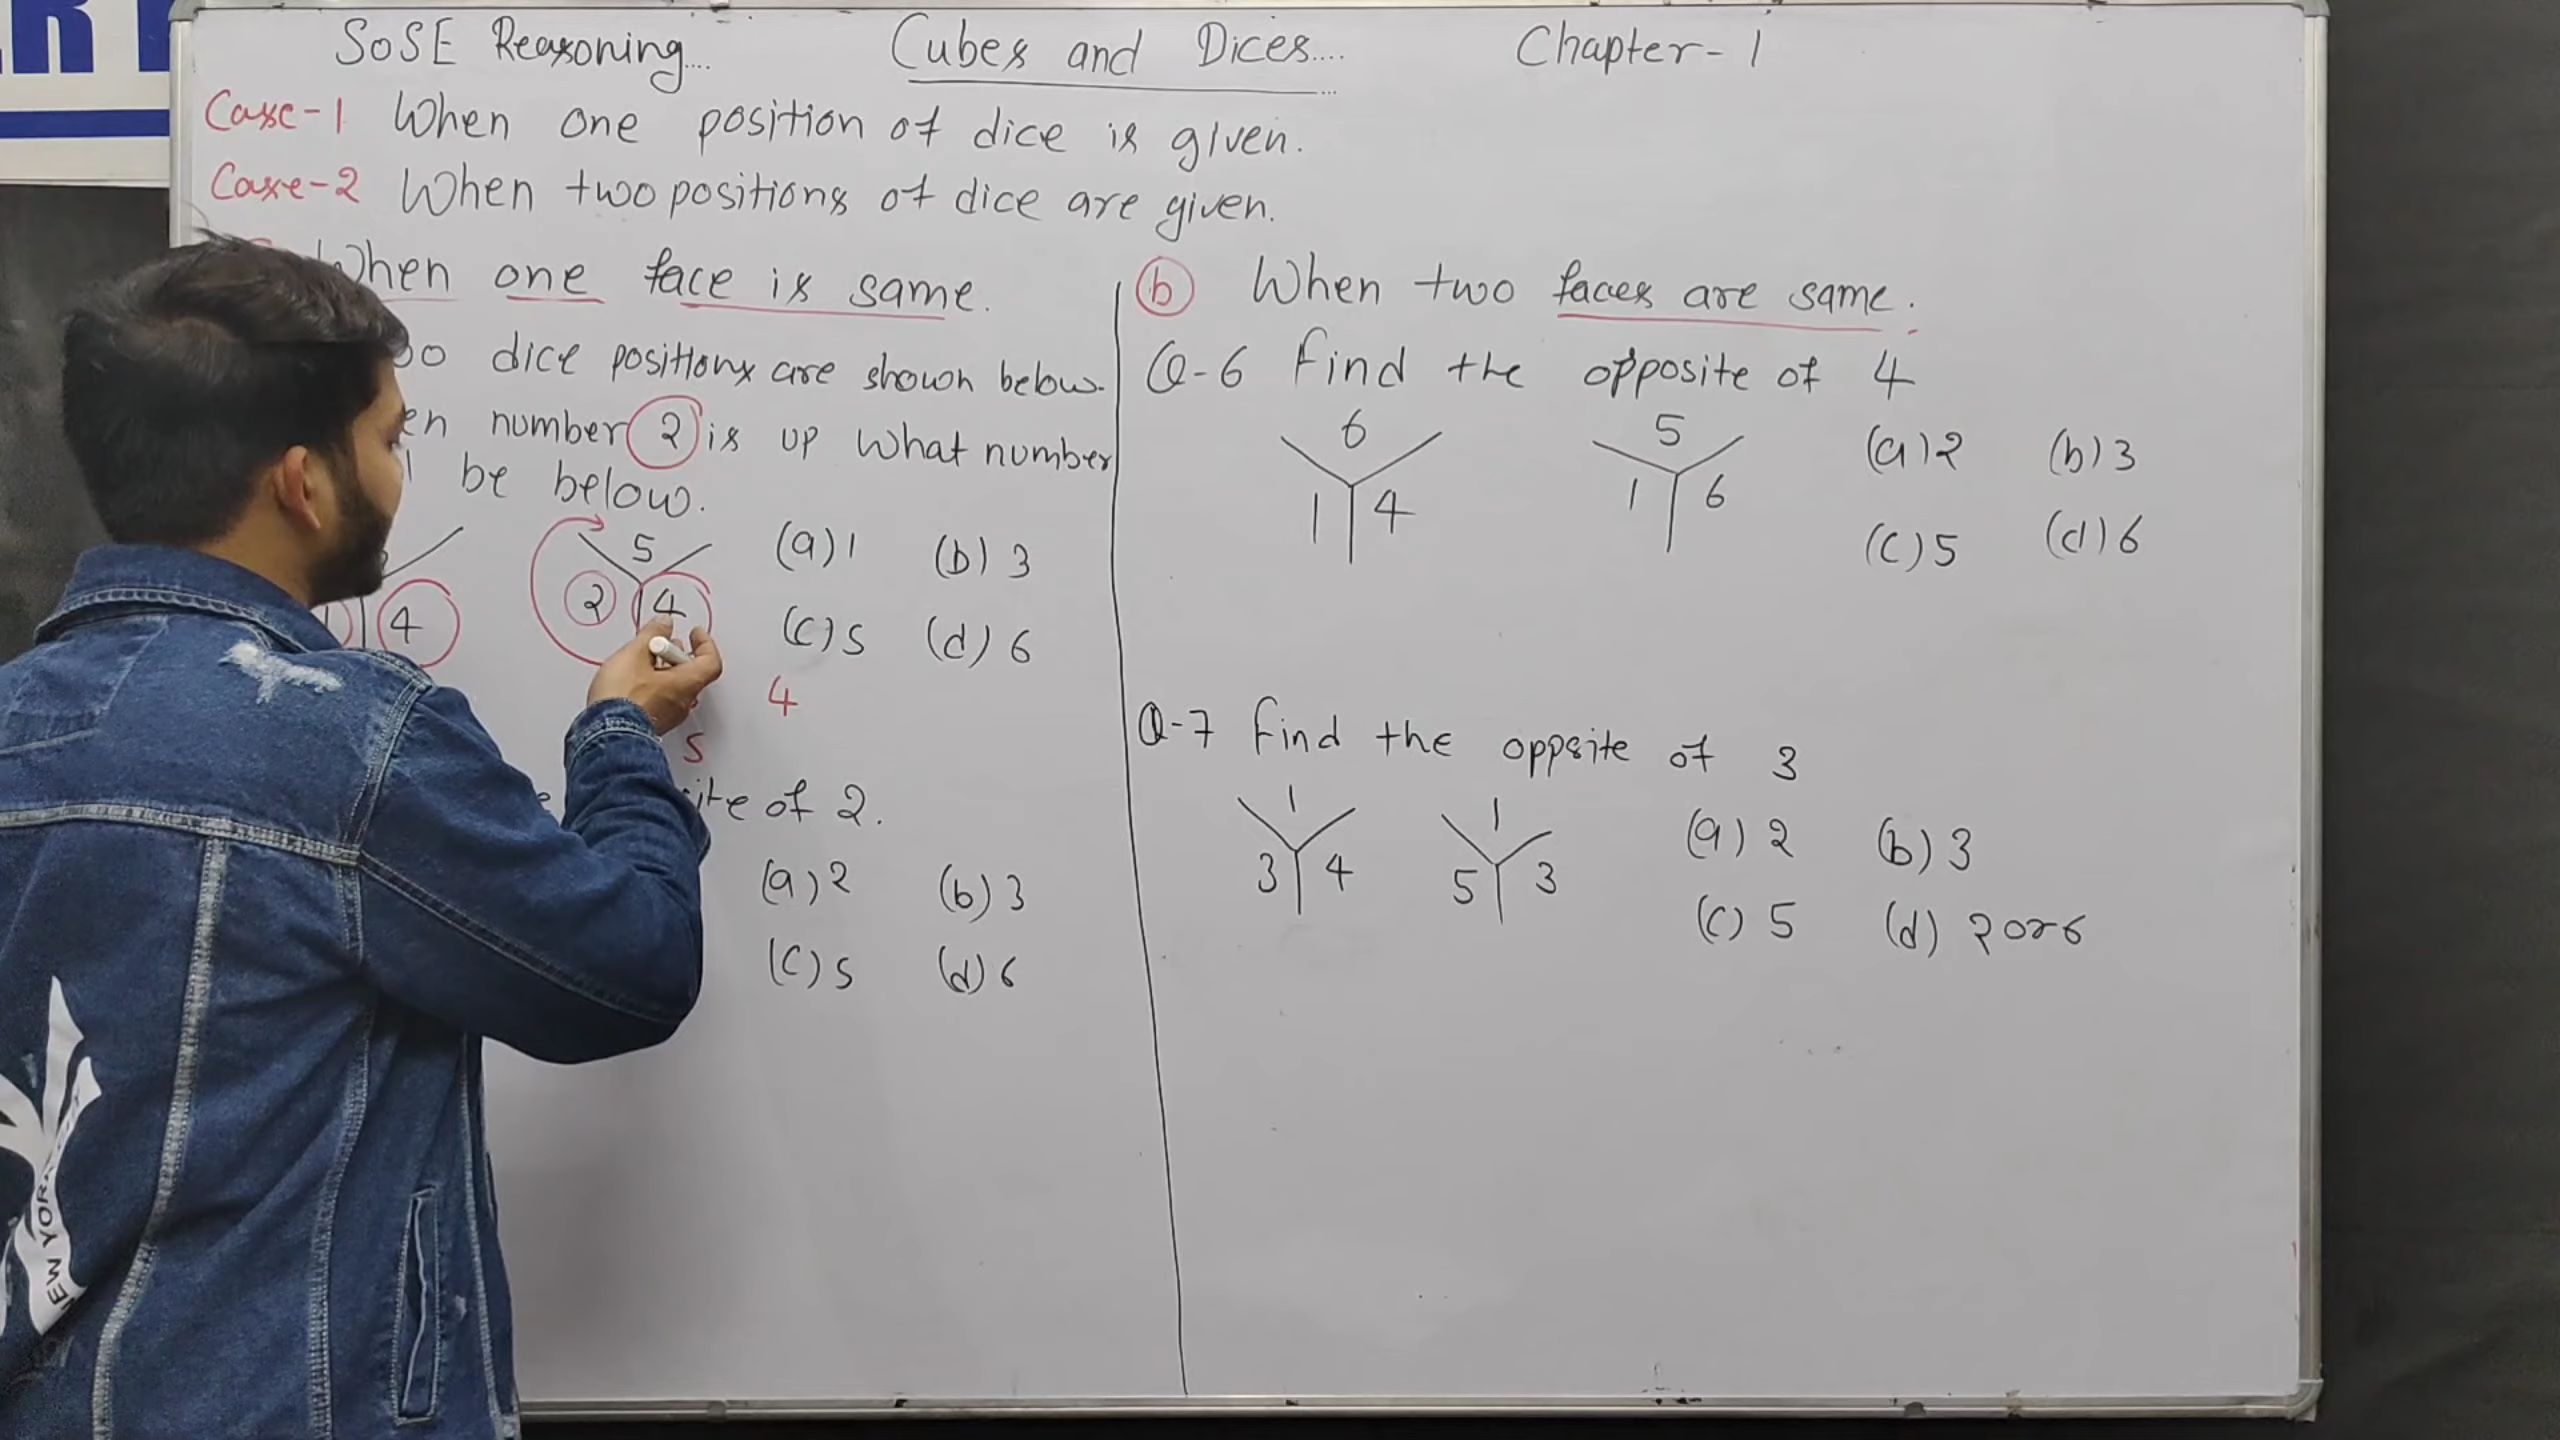 SoSE Reasoning.... Cubes and Dices.... Chapter-1
Case-1 When one position of dice is given.
Case-2 When two positions of dice are given.
When one face is same.
dice positions are shown below.
number 2 is up what number
be below.
4
5
2 4
(a) 1 (b) 3
(c) 5 (d) 6
4
5
of 2.
(a) 2 (b) 3
(c) 5 (d) 6
(b) When two faces are same.
Q-6 Find the opposite of 4
6
1 4
5
1 6
(a) 2 (b) 3
(c) 5 (d) 6
Q-7 Find the oppsite of 3
1
3 4
1
5 3
(a) 2 (b) 3
(c) 5 (d) 2 or 6
NEW YORK